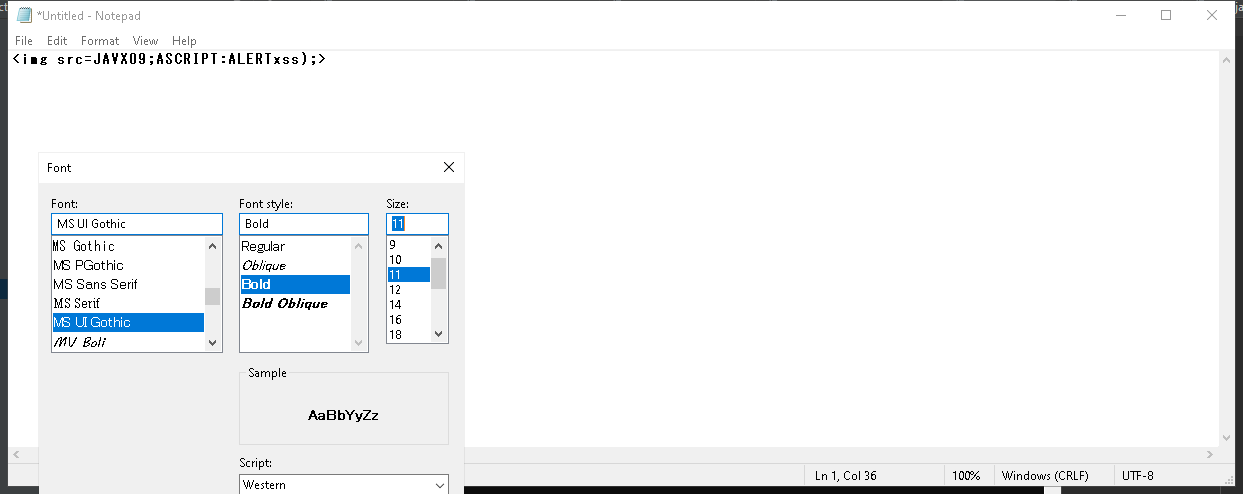 *Untitled - Notepad
File Edit Format View Help
<img src=JAVX09;ASCRIPT:ALERTxss);>
Font
Font: Font style: Size:
MS UI Gothic Bold 11
MS Gothic Regular 9
MS PGothic Oblique 10
MS Sans Serif Bold 11
MS Serif Bold Oblique 12
MS UI Gothic 14
MV Boli 16
18
Sample
AaBbYyZz
Script:
Western
Ln 1, Col 36 100% Windows (CRLF) UTF-8